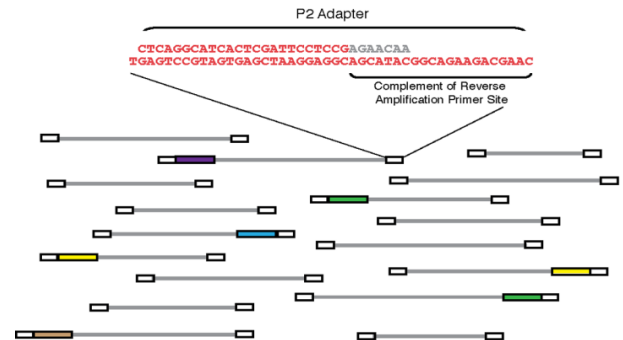 P2 Adapter
CTCAGGCATCACTCGATTCCTCCGAGAACAA
TGAGTCCGTAGTGAGCTAAGGAGGCAGCATACGGCAGAAGACGAAC
Complement of Reverse
Amplification Primer Site